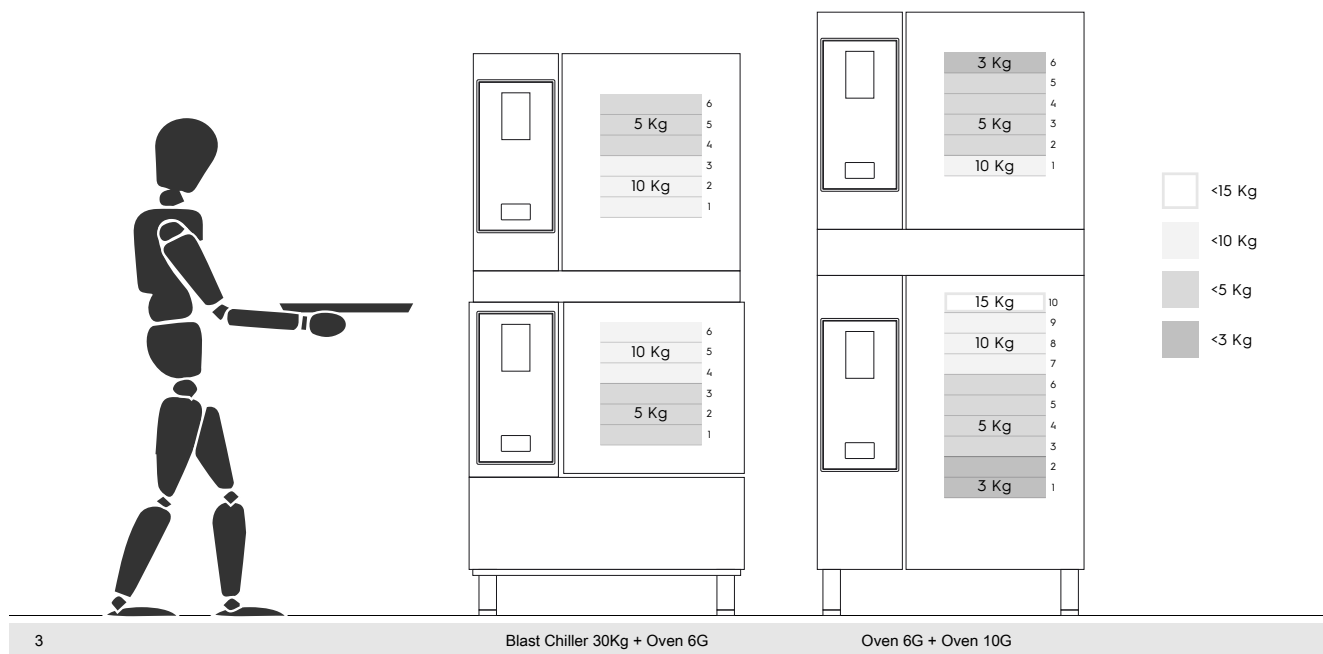 6
5 Kg 5
4
3
10 Kg 2
1
6
10 Kg 5
4
3
5 Kg 2
1
3 Kg 6
5
4
5 Kg 3
2
10 Kg 1
15 Kg 10
9
10 Kg 8
7
6
5
5 Kg 4
3
2
3 Kg 1
<15 Kg
<10 Kg
<5 Kg
<3 Kg
3 Blast Chiller 30Kg + Oven 6G Oven 6G + Oven 10G